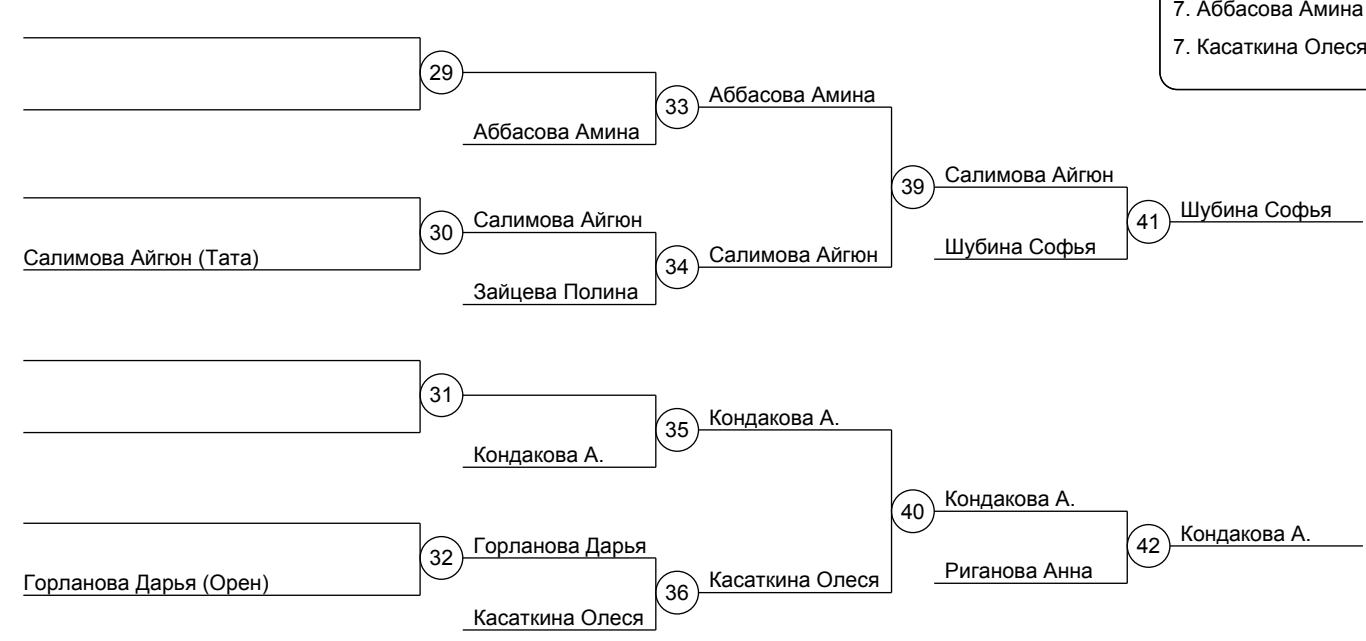 7. Аббасова Амина
7. Касаткина Олеся
29
Аббасова Амина
33
Аббасова Амина
Салимова Айгюн (Тата)
30
Салимова Айгюн
Зайцева Полина
34
Салимова Айгюн
39
Салимова Айгюн
Шубина Софья
41
Шубина Софья
31
Кондакова А.
35
Кондакова А.
Горланова Дарья (Орен)
32
Горланова Дарья
Касаткина Олеся
36
Касаткина Олеся
40
Кондакова А.
Риганова Анна
42
Кондакова А.